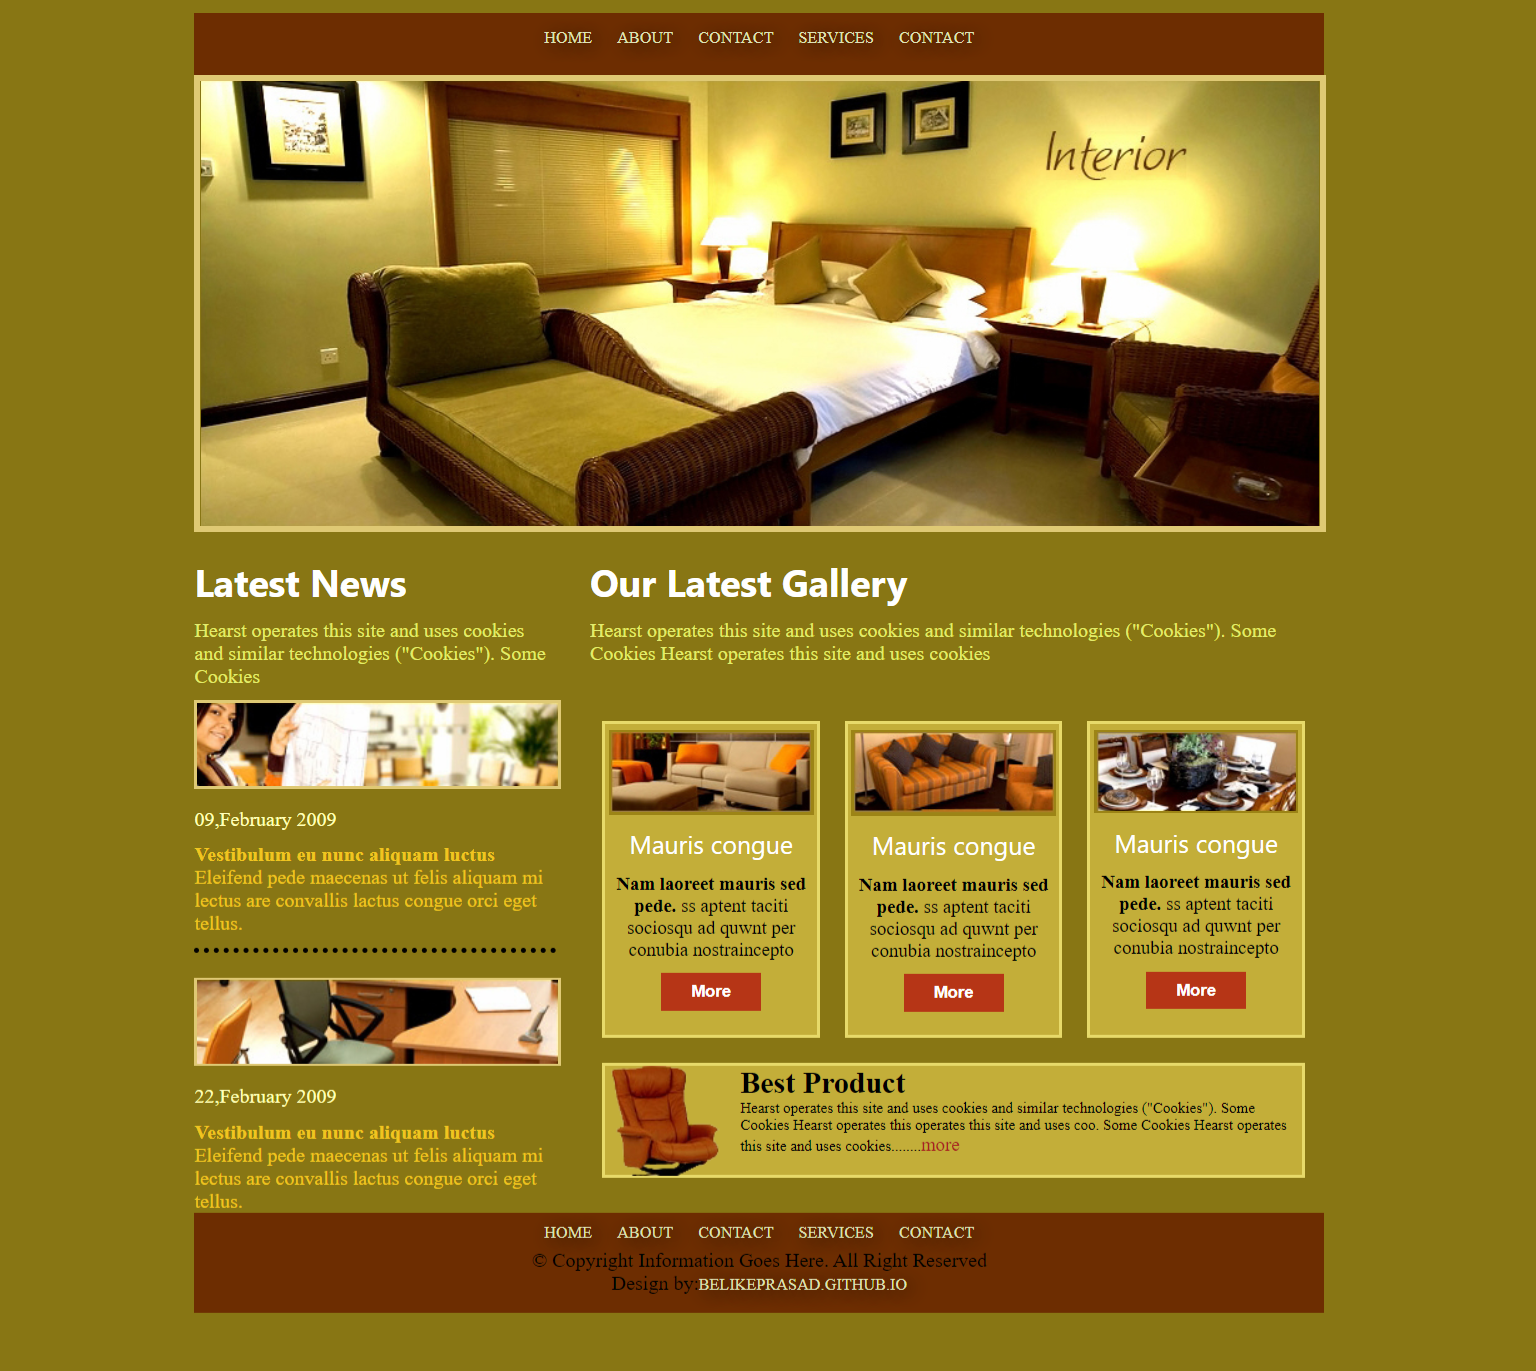 HOME ABOUT CONTACT SERVICES CONTACT
Interior
Latest News
Hearst operates this site and uses cookies
and similar technologies ("Cookies"). Some
Cookies
09,February 2009
Vestibulum eu nunc aliquam luctus
Eleifend pede maecenas ut felis aliquam mi
lectus are convallis lactus congue orci eget
tellus.
22,February 2009
Vestibulum eu nunc aliquam luctus
Eleifend pede maecenas ut felis aliquam mi
lectus are convallis lactus congue orci eget
tellus.
Our Latest Gallery
Hearst operates this site and uses cookies and similar technologies ("Cookies"). Some
Cookies Hearst operates this site and uses cookies
Mauris congue
Nam laoreet mauris sed
pede. ss aptent taciti
sociosqu ad quwnt per
conubia nostraincepto
More
Mauris congue
Nam laoreet mauris sed
pede. ss aptent taciti
sociosqu ad quwnt per
conubia nostraincepto
More
Mauris congue
Nam laoreet mauris sed
pede. ss aptent taciti
sociosqu ad quwnt per
conubia nostraincepto
More
Best Product
Hearst operates this site and uses cookies and similar technologies ("Cookies"). Some
Cookies Hearst operates this operates this site and uses coo. Some Cookies Hearst operates
this site and uses cookies........more
HOME ABOUT CONTACT SERVICES CONTACT
© Copyright Information Goes Here. All Right Reserved
Design by:BELIKEPRASAD.GITHUB.IO